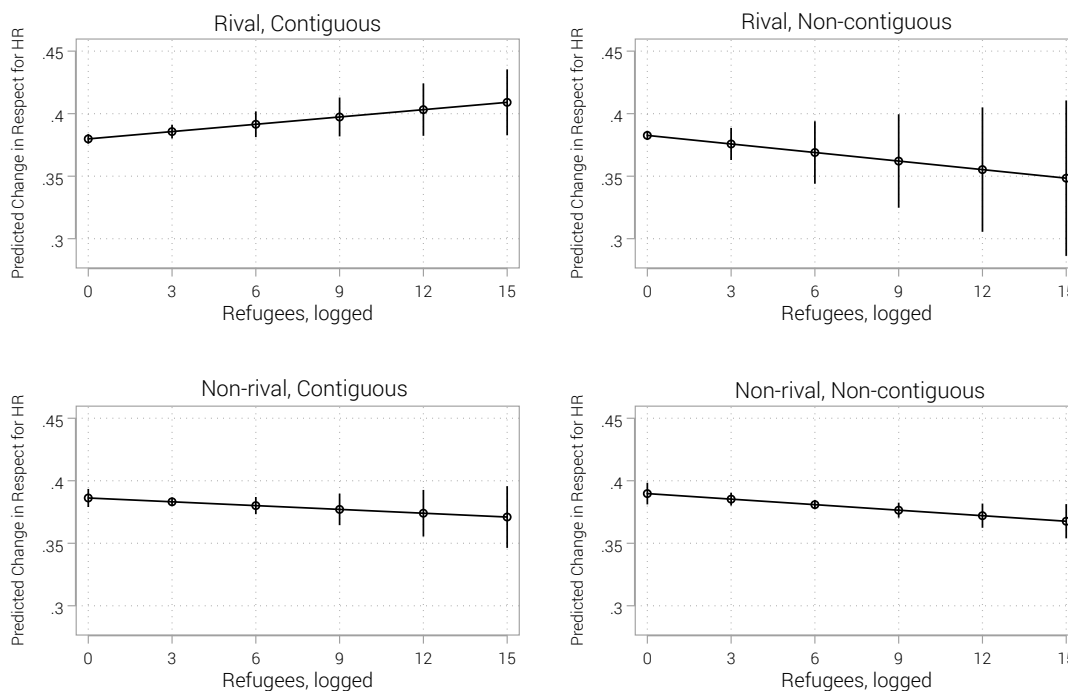 Rival, Contiguous
Predicted Change in Respect for HR
.45
.4
.35
.3
0 3 6 9 12 15
Refugees, logged
Rival, Non-contiguous
Predicted Change in Respect for HR
.45
.4
.35
.3
0 3 6 9 12 15
Refugees, logged
Non-rival, Contiguous
Predicted Change in Respect for HR
.45
.4
.35
.3
0 3 6 9 12 15
Refugees, logged
Non-rival, Non-contiguous
Predicted Change in Respect for HR
.45
.4
.35
.3
0 3 6 9 12 15
Refugees, logged